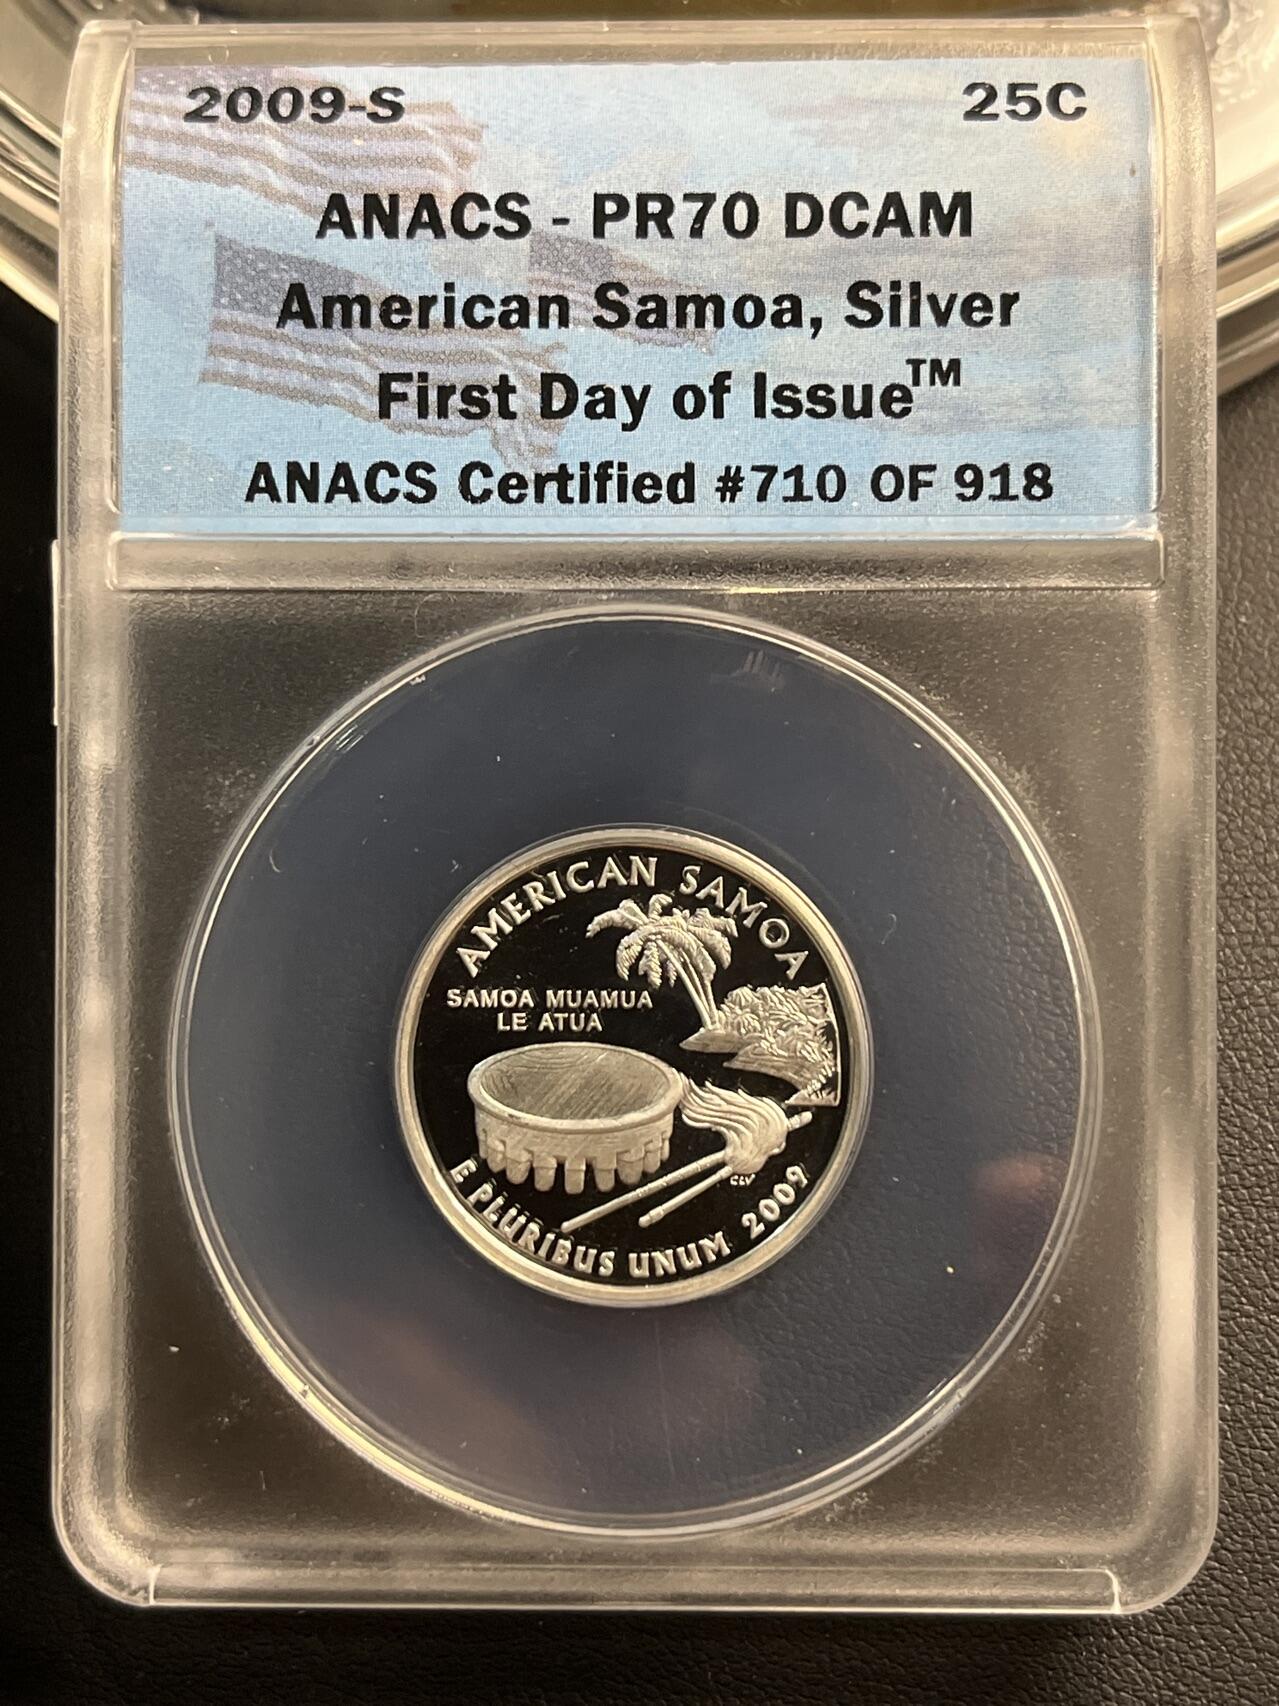 2009-S 25C
ANACS - PR70 DCAM
American Samoa, Silver
First Day of Issue™
ANACS Certified #710 OF 918
AMERICAN SAMOA
SAMOA MUAMUA
LE ATUA
CLV
E PLURIBUS UNUM 2009